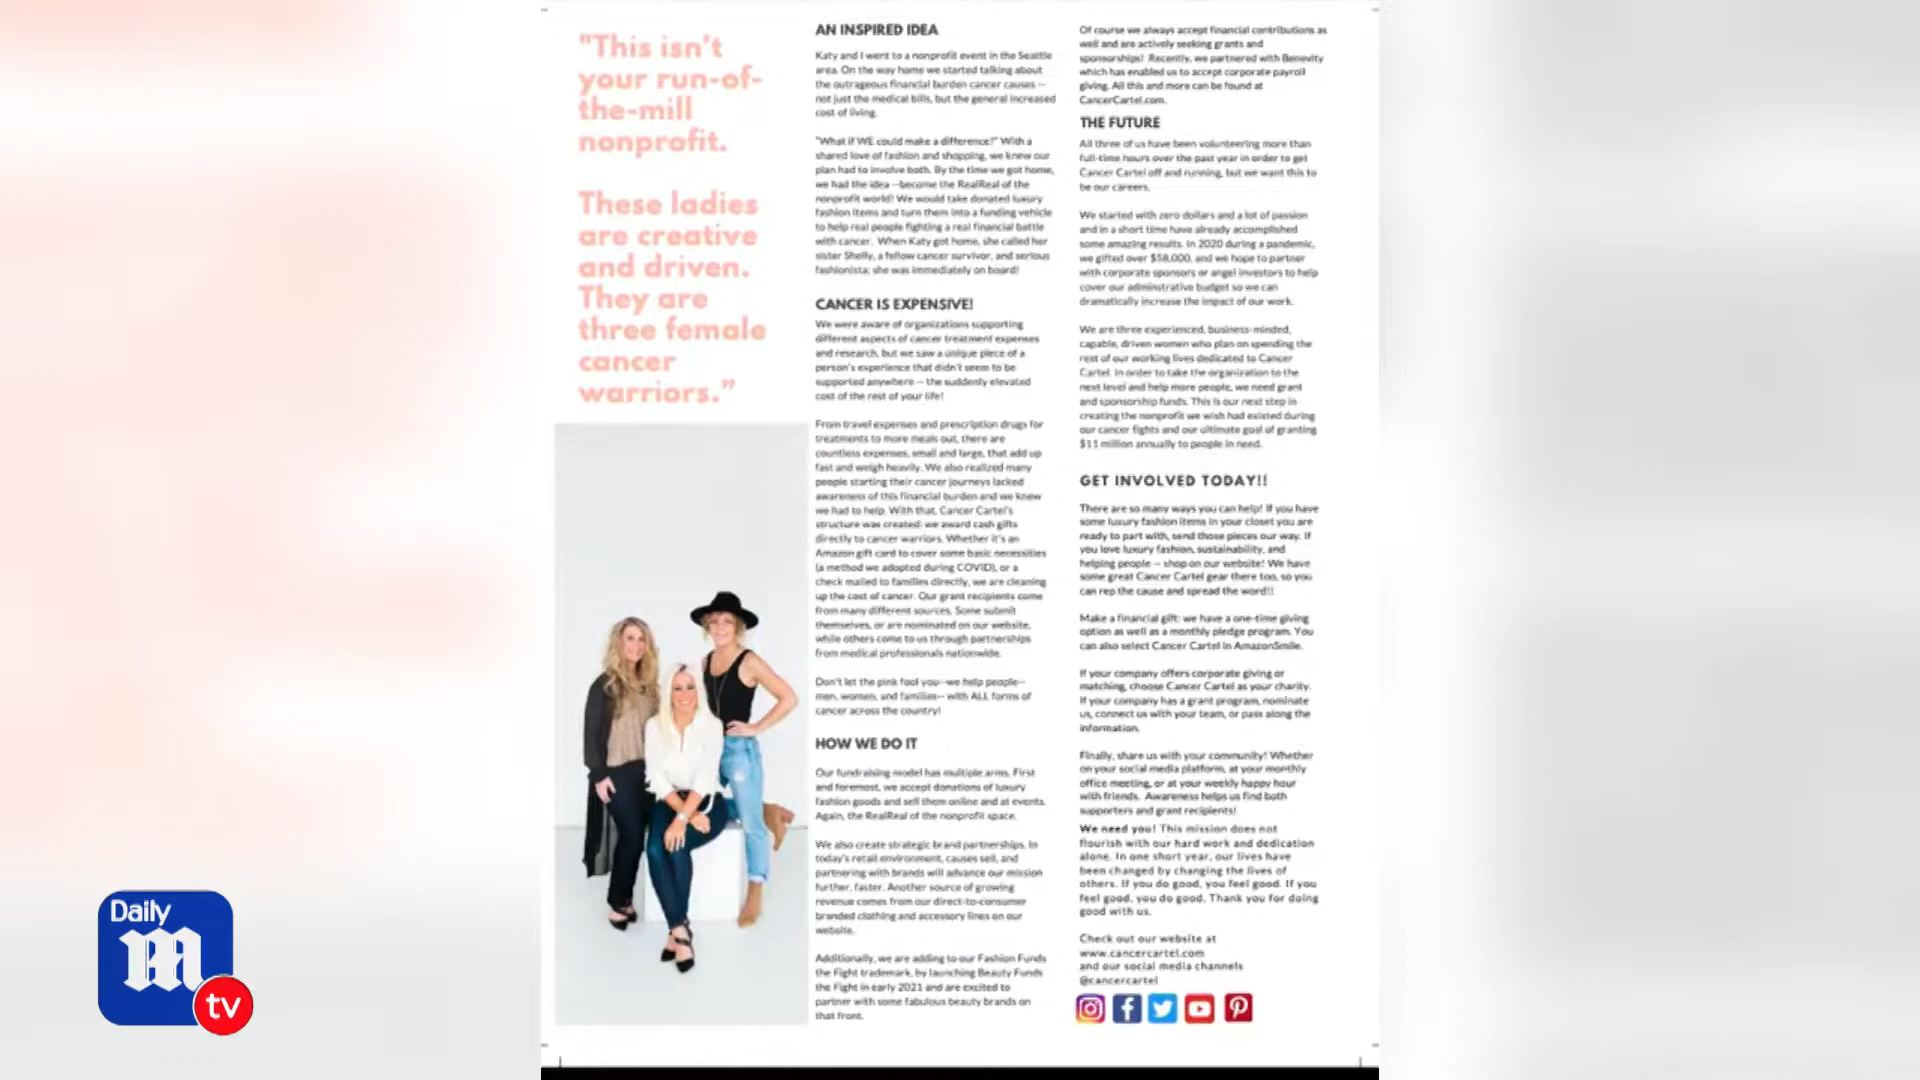 "This isn't
your run-of-
the-mill
nonprofit.
These ladies
are creative
and driven.
They are
three female
cancer
warriors."
AN INSPIRED IDEA
Katy and I went to a nonprofit event in the Seattle
area. On the way home we started talking about
the outrageous financial burden cancer causes --
not just the medical bills, but the general increased
cost of living.
"What if WE could make a difference?" With a
shared love of fashion and shopping, we knew our
plan had to involve both. By the time we got home,
we had the idea --become the RealReal of the
nonprofit world! We would take donated luxury
fashion items and turn them into a funding vehicle
to help real people fighting a real financial battle
with cancer. When Katy got home, she called her
sister Shelly, a fellow cancer survivor, and serious
fashionista; she was immediately on board!
CANCER IS EXPENSIVE!
We were aware of organizations supporting
different aspects of cancer treatment expenses
and research, but we saw a unique piece of a
person's experience that didn't seem to be
supported anywhere -- the suddenly elevated
cost of the rest of your life!
From travel expenses and prescription drugs for
treatments to more meals out, there are
countless expenses, small and large, that add up
fast and weigh heavily. We also realized many
people starting their cancer journeys lacked
awareness of this financial burden and we knew
we had to help. With that, Cancer Cartel's
structure was created: we award cash gifts
directly to cancer warriors. Whether it's an
Amazon gift card to cover some basic necessities
(a method we adopted during COVID), or a
check mailed to families directly, we are cleaning
up the cost of cancer. Our grant recipients come
from many different sources. Some submit
themselves, or are nominated on our website,
while others come to us through partnerships
from medical professionals nationwide.
Don't let the pink fool you--we help people--
men, women, and families-- with ALL forms of
cancer across the country!
HOW WE DO IT
Our fundraising model has multiple arms. First
and foremost, we accept donations of luxury
fashion goods and sell them online and at events.
Again, the RealReal of the nonprofit space.
We also create strategic brand partnerships. In
today's retail environment, causes sell, and
partnering with brands will advance our mission
further, faster. Another source of growing
revenue comes from our direct-to-consumer
branded clothing and accessory lines on our
website.
Additionally, we are adding to our Fashion Funds
the Fight trademark, by launching Beauty Funds
the Fight in early 2021 and are excited to
partner with some fabulous beauty brands on
that front.
Of course we always accept financial contributions as
well and are actively seeking grants and
sponsorships! Recently, we partnered with Benevity
which has enabled us to accept corporate payroll
giving. All this and more can be found at
CancerCartel.com.
THE FUTURE
All three of us have been volunteering more than
full-time hours over the past year in order to get
Cancer Cartel off and running, but we want this to
be our careers.
We started with zero dollars and a lot of passion
and in a short time have already accomplished
some amazing results. In 2020 during a pandemic,
we gifted over $58,000, and we hope to partner
with corporate sponsors or angel investors to help
cover our adminstrative budget so we can
dramatically increase the impact of our work.
We are three experienced, business-minded,
capable, driven women who plan on spending the
rest of our working lives dedicated to Cancer
Cartel. In order to take the organization to the
next level and help more people, we need grant
and sponsorship funds. This is our next step in
creating the nonprofit we wish had existed during
our cancer fights and our ultimate goal of granting
$11 million annually to people in need.
GET INVOLVED TODAY!!
There are so many ways you can help! If you have
some luxury fashion items in your closet you are
ready to part with, send those pieces our way. If
you love luxury fashion, sustainability, and
helping people -- shop on our website! We have
some great Cancer Cartel gear there too, so you
can rep the cause and spread the word!!
Make a financial gift: we have a one-time giving
option as well as a monthly pledge program. You
can also select Cancer Cartel in AmazonSmile.
If your company offers corporate giving or
matching, choose Cancer Cartel as your charity.
If your company has a grant program, nominate
us, connect us with your team, or pass along the
information.
Finally, share us with your community! Whether
on your social media platform, at your monthly
office meeting, or at your weekly happy hour
with friends. Awareness helps us find both
supporters and grant recipients!
We need you! This mission does not
flourish with our hard work and dedication
alone. In one short year, our lives have
been changed by changing the lives of
others. If you do good, you feel good. If you
feel good, you do good. Thank you for doing
good with us.
Check out our website at
www.cancercartel.com
and our social media channels
@cancercartel
Daily
M
tv